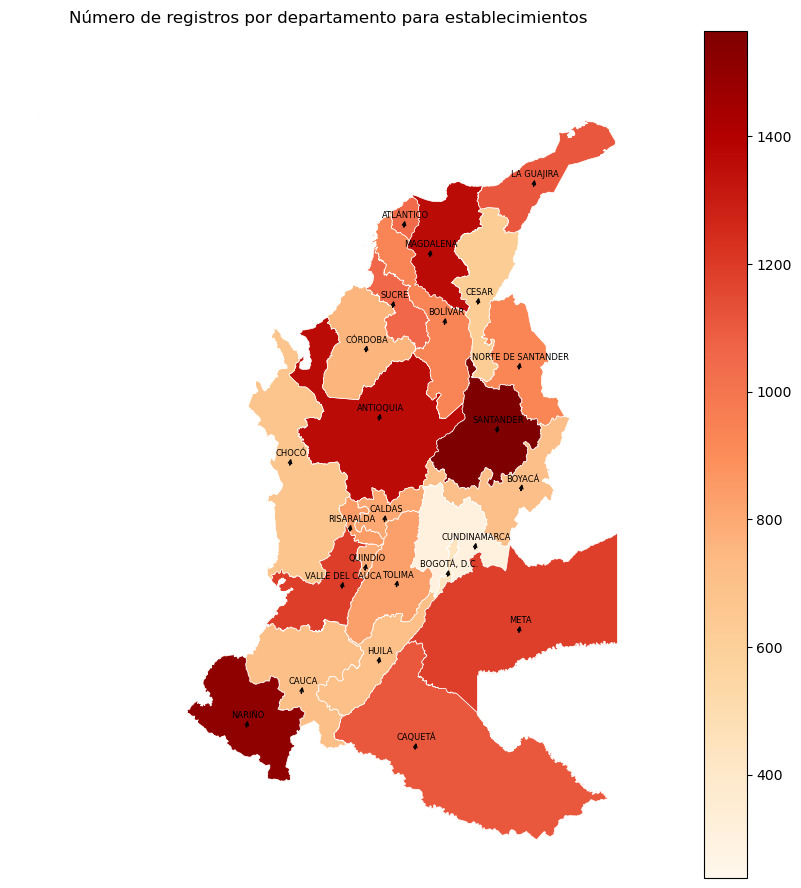 Número de registros por departamento para establecimientos
1400
LA GUAJIRA
ATLÁNTICO
MAGDALENA
1200
CESAR
SUCRE
BOLÍVAR
CÓRDOBA
NORTE DE SANTANDER
1000
ANTIOQUIA
SANTANDER
CHOCÓ
BOYACÁ
CALDAS
800
RISARALDA
CUNDINAMARCA
QUINDIO
BOGOTÁ, D.C.
VALLE DEL CAUCA
TOLIMA
META
600
HUILA
CAUCA
NARIÑO
CAQUETÁ
400